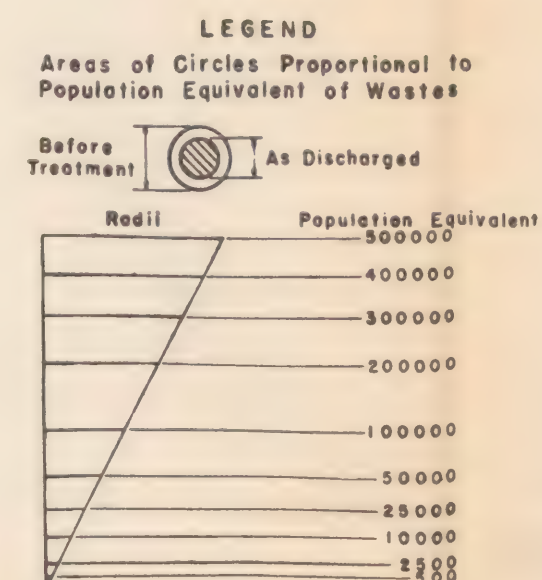 LEGEND
Areas of Circles Proportional to
Population Equivalent of Wastes
Before
Treatment
As Discharged
Radii Population Equivalent
500000
400000
300000
200000
100000
50000
25000
10000
2500